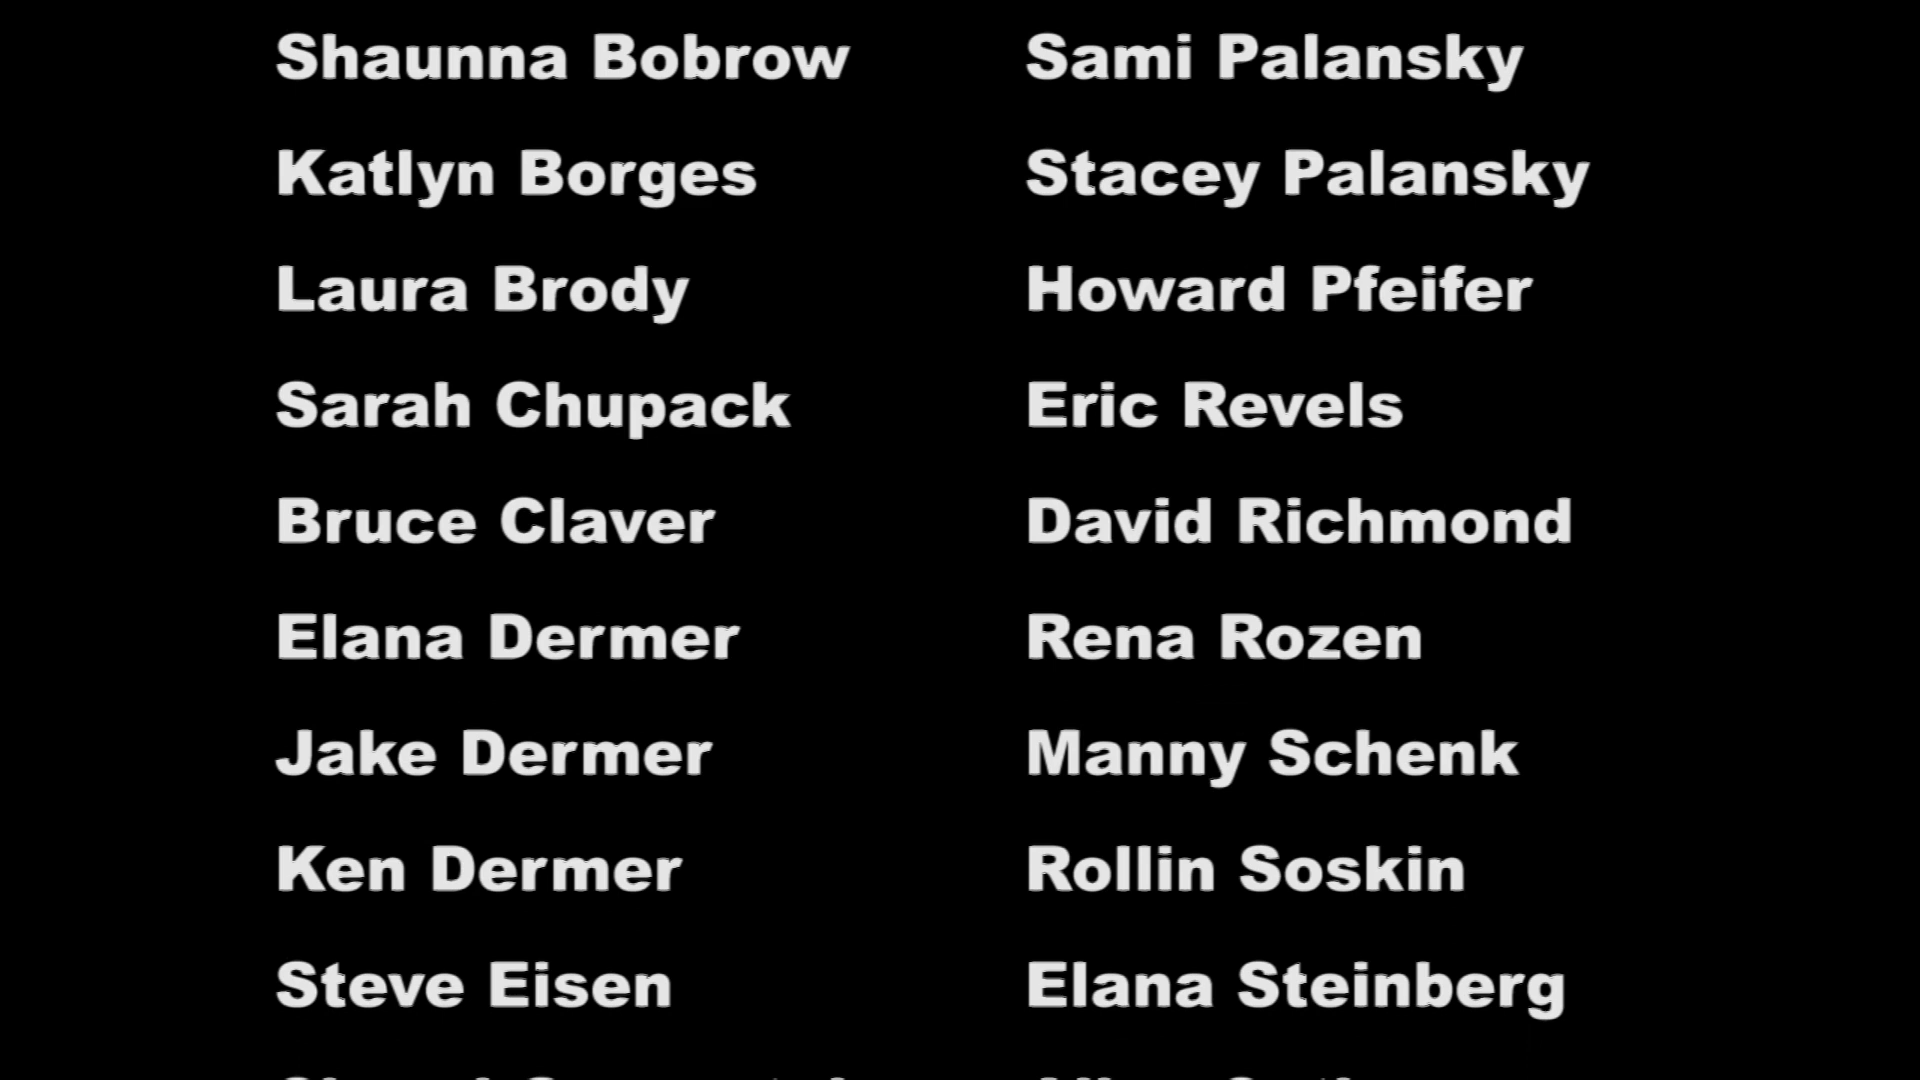 Shaunna Bobrow
Katlyn Borges
Laura Brody
Sarah Chupack
Bruce Claver
Elana Dermer
Jake Dermer
Ken Dermer
Steve Eisen
Sami Palansky
Stacey Palansky
Howard Pfeifer
Eric Revels
David Richmond
Rena Rozen
Manny Schenk
Rollin Soskin
Elana Steinberg